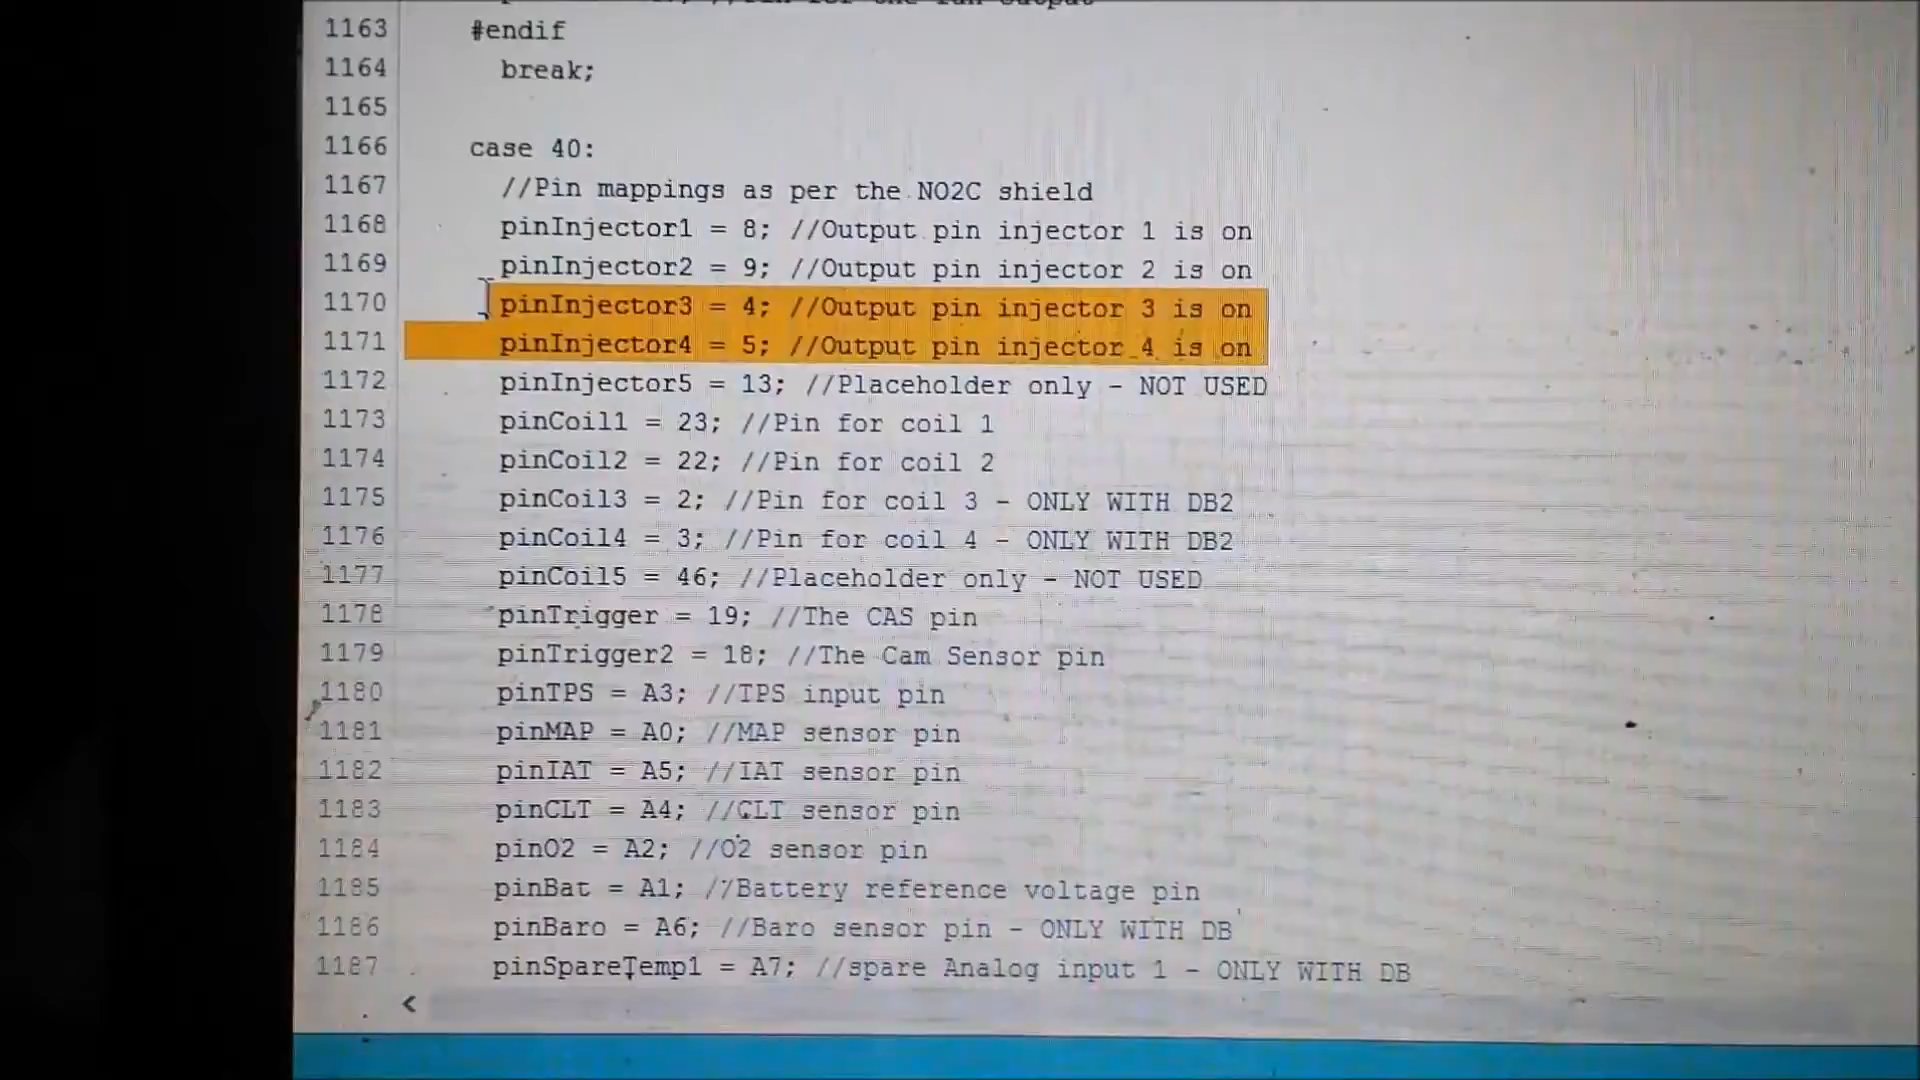 1163 #endif
1164 break;
1165
1166 case 40:
1167 //Pin mappings as per the NO2C shield
1168 pinInjector1 = 8; //Output pin injector 1 is on
1169 pinInjector2 = 9; //Output pin injector 2 is on
1170 pinInjector3 = 4; //Output pin injector 3 is on
1171 pinInjector4 = 5; //Output pin injector 4 is on
1172 pinInjector5 = 13; //Placeholder only - NOT USED
1173 pinCoil1 = 23; //Pin for coil 1
1174 pinCoil2 = 22; //Pin for coil 2
1175 pinCoil3 = 2; //Pin for coil 3 - ONLY WITH DB2
1176 pinCoil4 = 3; //Pin for coil 4 - ONLY WITH DB2
1177 pinCoil5 = 46; //Placeholder only - NOT USED
1178 pinTrigger = 19; //The CAS pin
1179 pinTrigger2 = 18; //The Cam Sensor pin
1180 pinTPS = A3; //TPS input pin
1181 pinMAP = A0; //MAP sensor pin
1182 pinIAT = A5; //IAT sensor pin
1183 pinCLT = A4; //CLT sensor pin
1184 pinO2 = A2; //O2 sensor pin
1185 pinBat = A1; //Battery reference voltage pin
1186 pinBaro = A6; //Baro sensor pin - ONLY WITH DB
1187 pinSpareTemp1 = A7; //spare Analog input 1 - ONLY WITH DB